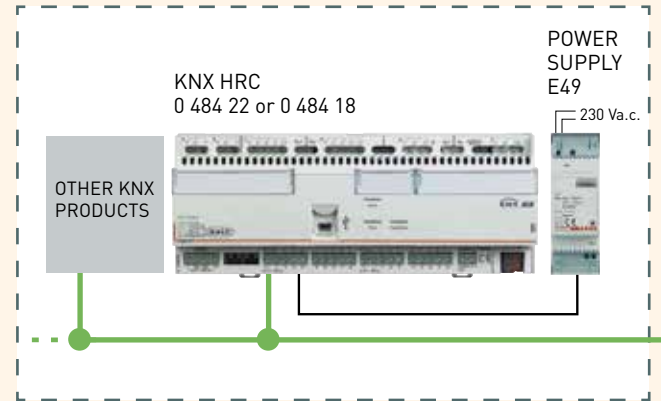 POWER
SUPPLY
E49
KNX HRC
0 484 22 or 0 484 18
230 Va.c.
OTHER KNX
PRODUCTS